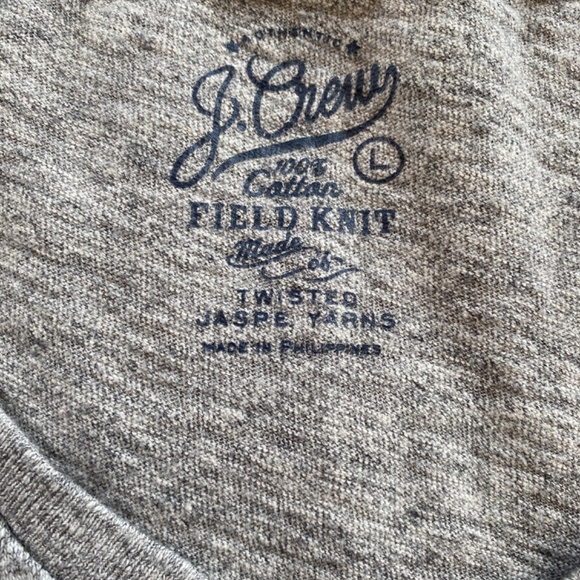 AUTHENTIC
J. Crew
100% Cotton
L
FIELD KNIT
Made of
TWISTED
JASPE YARNS
MADE IN PHILIPPINES